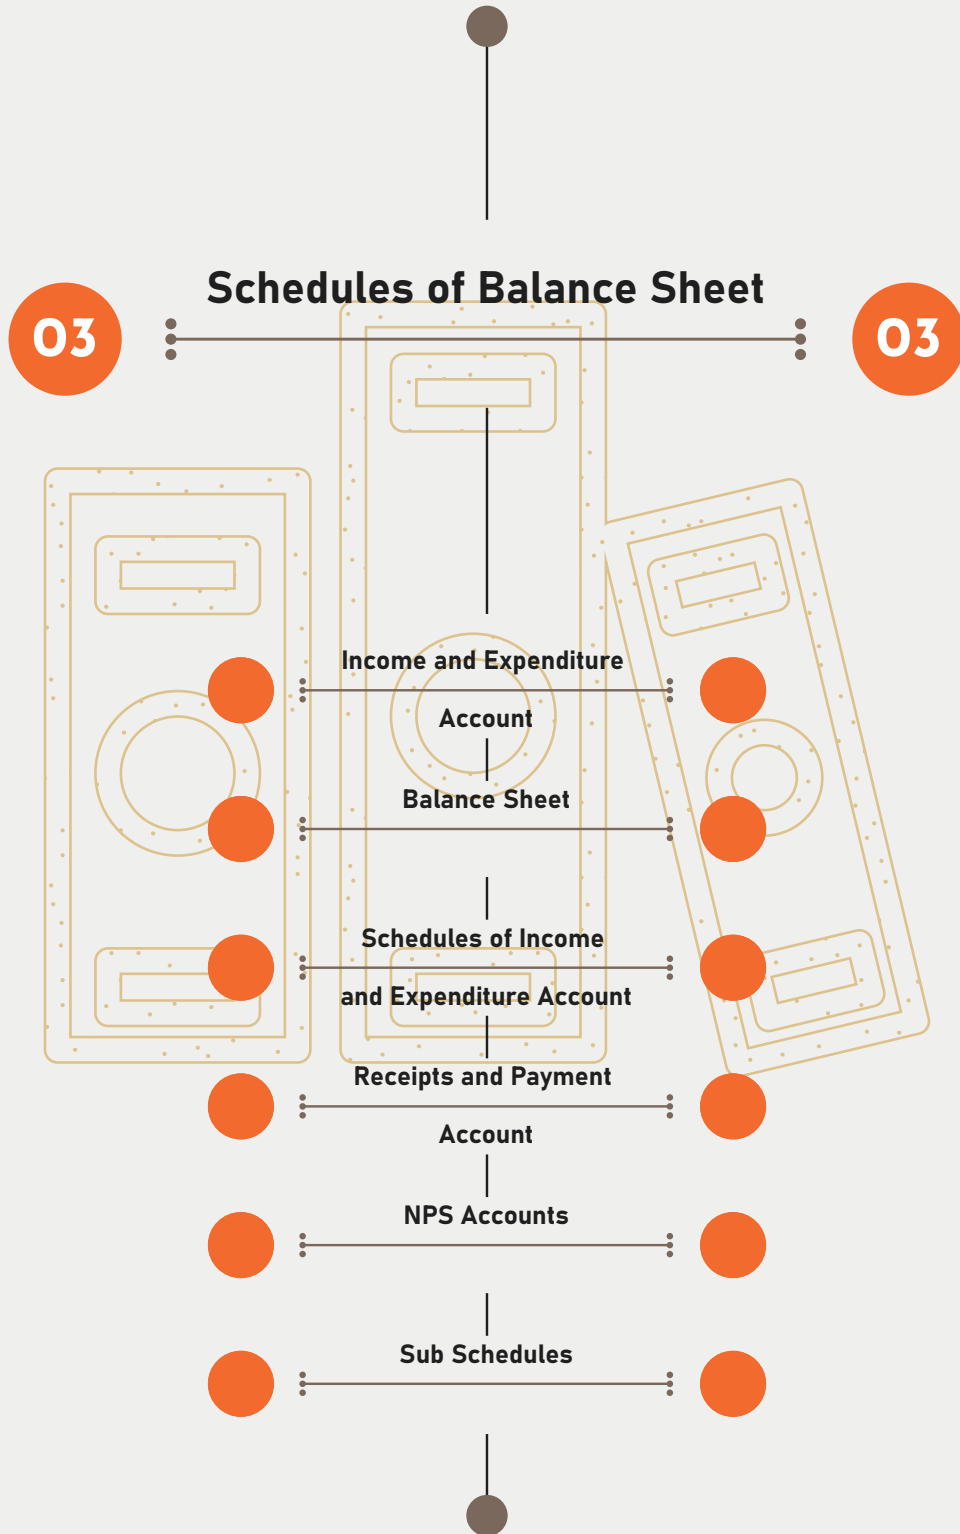 Schedules of Balance Sheet
03
03
Income and Expenditure
Account
Balance Sheet
Schedules of Income
and Expenditure Account
Receipts and Payment
Account
NPS Accounts
Sub Schedules